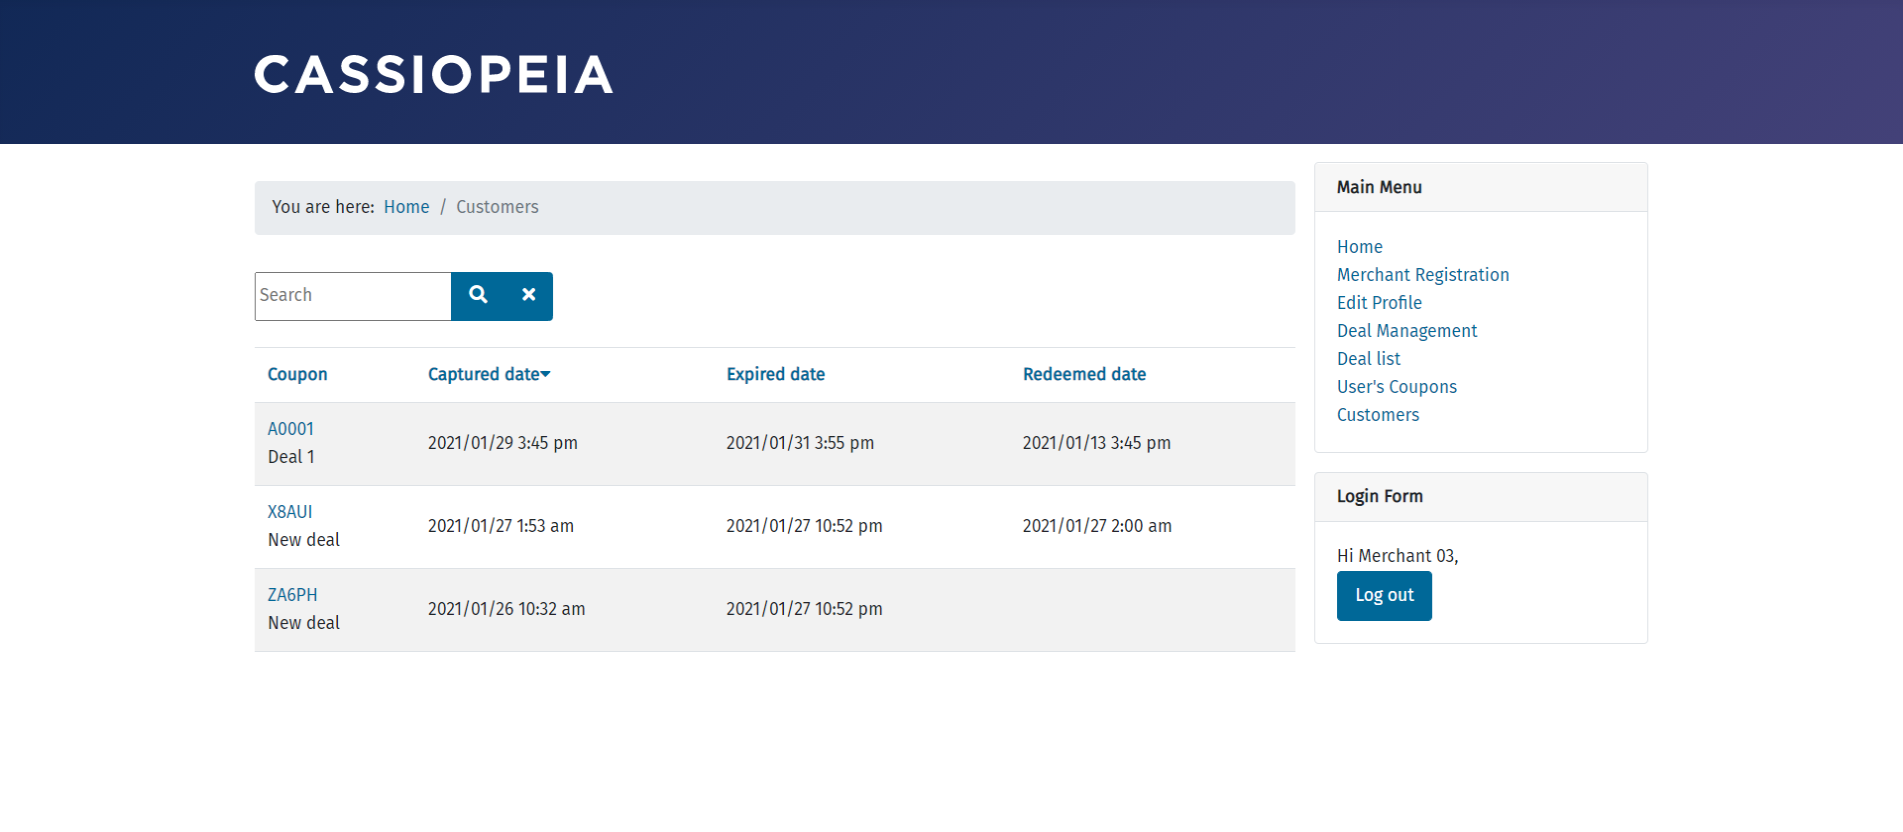 CASSIOPEIA
You are here: Home / Customers
Search
Coupon Captured date Expired date Redeemed date
A0001
Deal 1
2021/01/29 3:45 pm 2021/01/31 3:55 pm 2021/01/13 3:45 pm
X8AUI
New deal
2021/01/27 1:53 am 2021/01/27 10:52 pm 2021/01/27 2:00 am
ZA6PH
New deal
2021/01/26 10:32 am 2021/01/27 10:52 pm
Main Menu
Home
Merchant Registration
Edit Profile
Deal Management
Deal list
User's Coupons
Customers
Login Form
Hi Merchant 03,
Log out